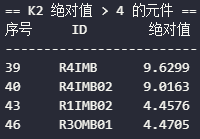 == K2 绝对值 > 4 的元件 ==
序号 ID 绝对值
------------------------------
39 R4IMB 9.6299
40 R4IMB02 9.0163
43 R1IMB02 4.4576
46 R3OMB01 4.4705